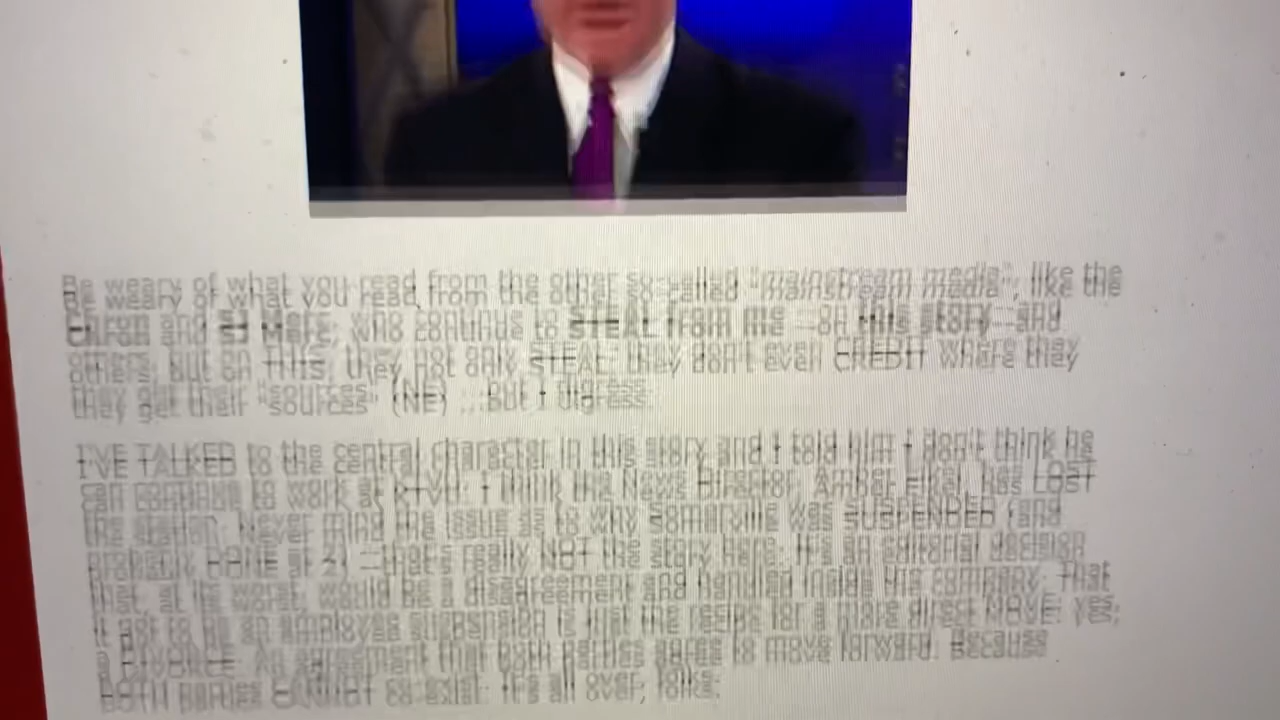 Be weary of what you read from the other so-called "mainstream media", like the
Chron and SJ Merc, who continue to STEAL from me --on this story--and
others, but on THIS, they not only STEAL; they don't even CREDIT where they
they get their "sources" (NE) ...but I digress.
I'VE TALKED to the central character in this story and I told him I don't think he
can continue to work at KTVU. I think the News Director, Amber Eikel, has LOST
the station. Never mind the issue as to why Somerville was SUSPENDED (and
probably DONE at 2) --that's really NOT the story here. It's an editorial decision
that, at its worst, would be a disagreement and handled inside the company. That
it got to be an employee suspension is just the recipe for a more direct MOVE. Yes,
a DIVORCE. An agreement that both parties agree to move forward. Because
BOTH parties CANNOT co-exist. It's all over, folks.